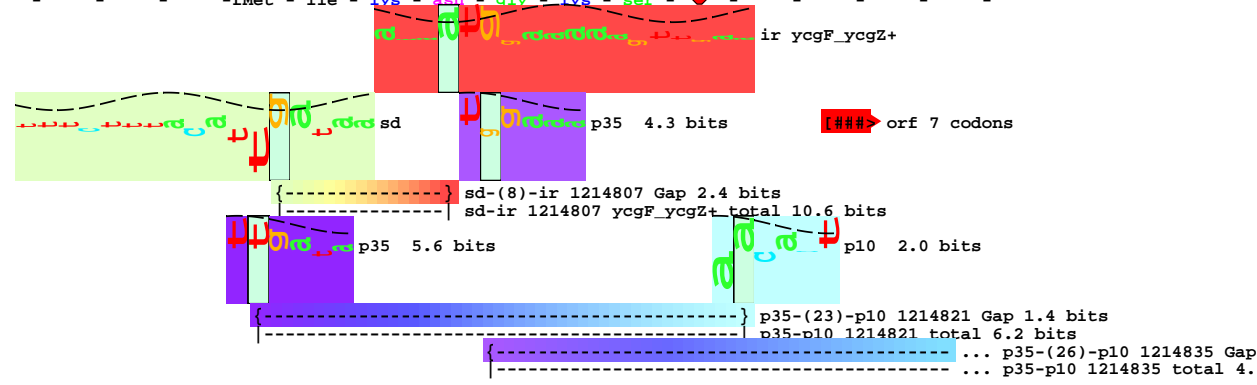 - fMet - ile - lys - asn - gly - lys - ser -
ir ycgF_ycgZ+
sd
p35 4.3 bits
[###> orf 7 codons
{----------------} sd-(8)-ir 1214807 Gap 2.4 bits
|----------------| sd-ir 1214807 ycgF_ycgZ+ total 10.6 bits
p35 5.6 bits
p10 2.0 bits
{----------------------------------------------} p35-(23)-p10 1214821 Gap 1.4 bits
|----------------------------------------------| p35-p10 1214821 total 6.2 bits
{------------------------------------------- ... p35-(26)-p10 1214835 Gap
|------------------------------------------- ... p35-p10 1214835 total 4.